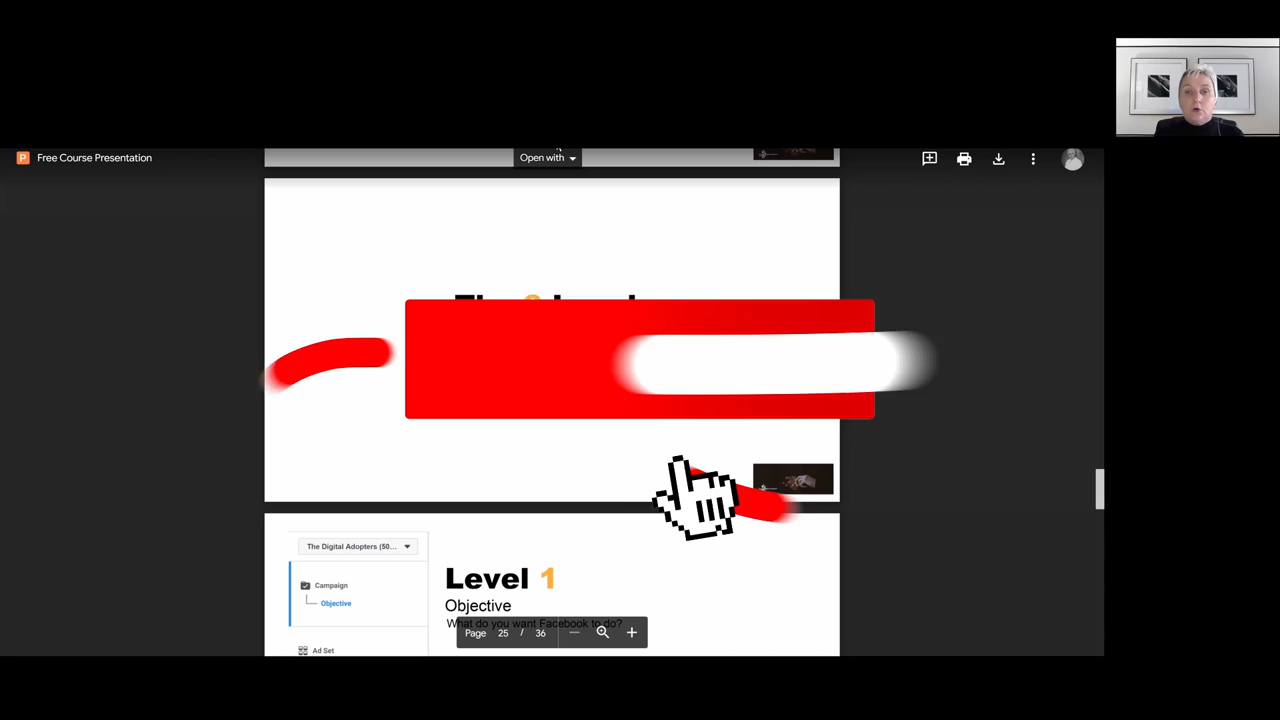 Free Course Presentation
Open with
The Digital Adopters (50...
Campaign
Objective
Level 1
Objective
What do you want Facebook to do?
Page 25 / 36
Ad Set